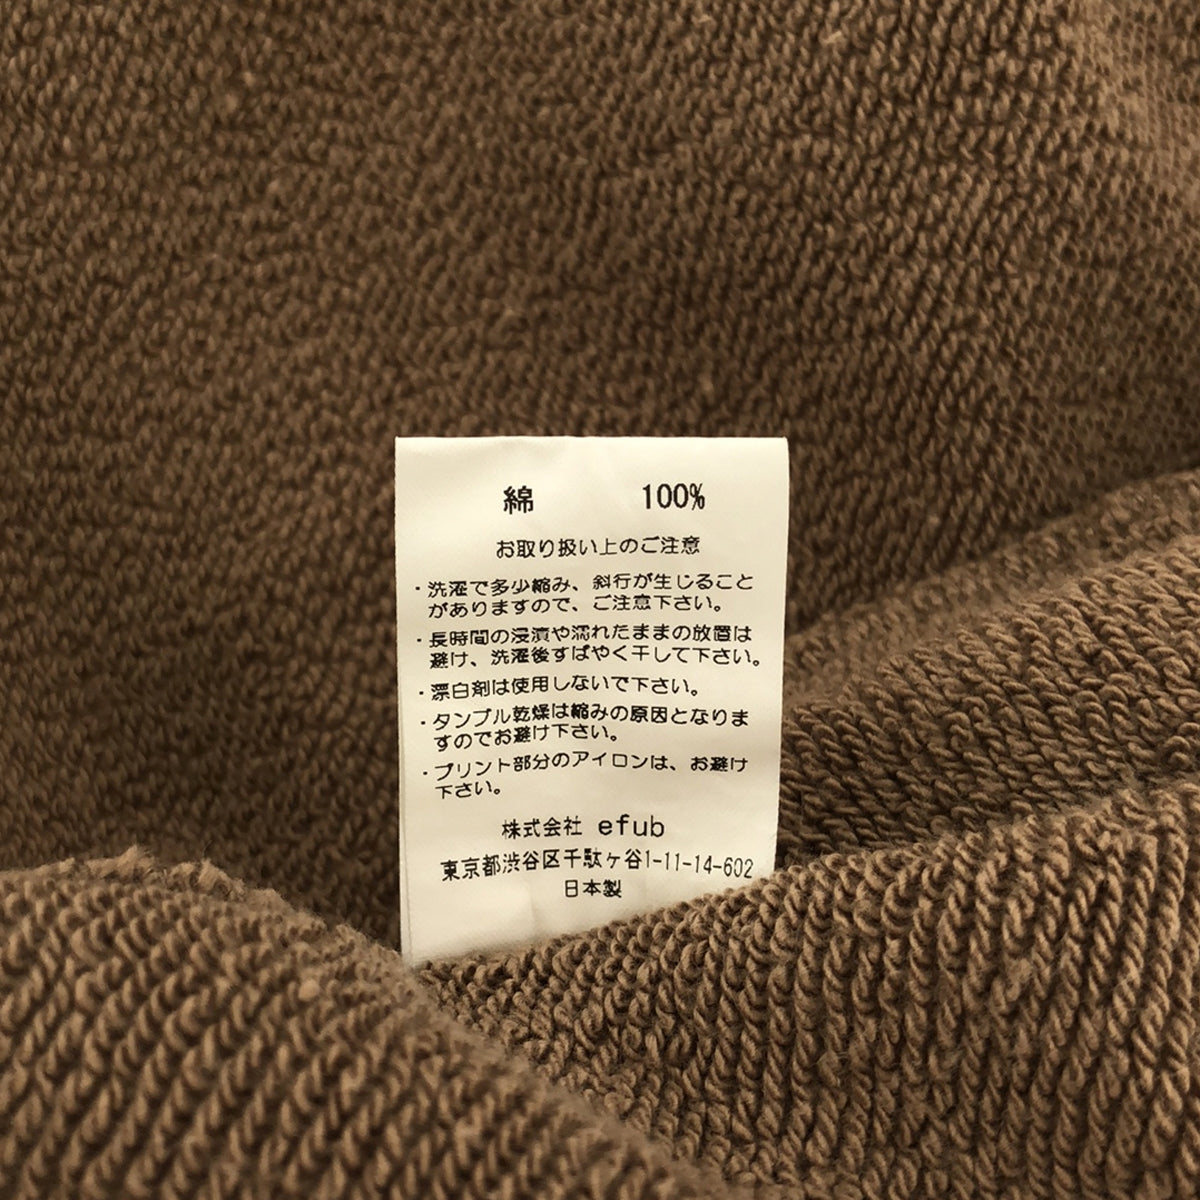 綿 100%
お取り扱い上のご注意
・洗濯で多少縮み、斜行が生じること
がありますので、ご注意下さい。
・長時間の浸漬や濡れたままの放置は
避け、洗濯後すばやく干して下さい。
・漂白剤は使用しないで下さい。
・タンブル乾燥は縮みの原因となりま
すのでお避け下さい。
・プリント部分のアイロンは、お避け
下さい。
株式会社 efub
東京都渋谷区千駄ヶ谷1-11-14-602
日本製